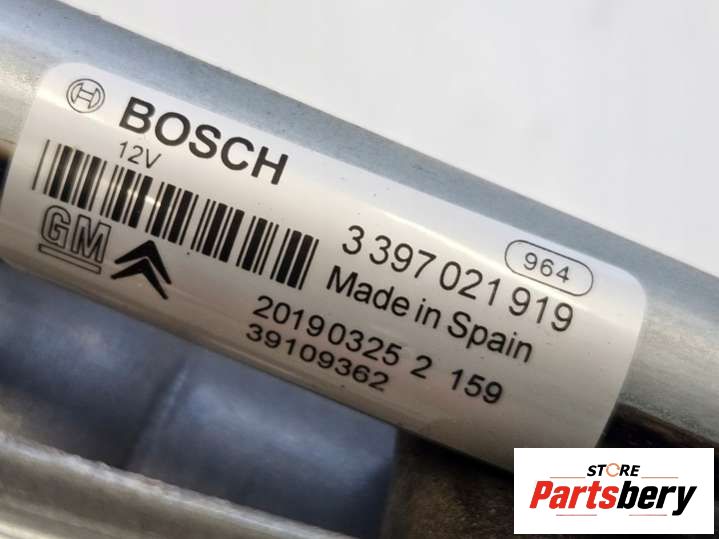 BOSCH
12V
GM
964
3 397 021 919
Made in Spain
20190325 2 159
39109362
STORE
Partsbery